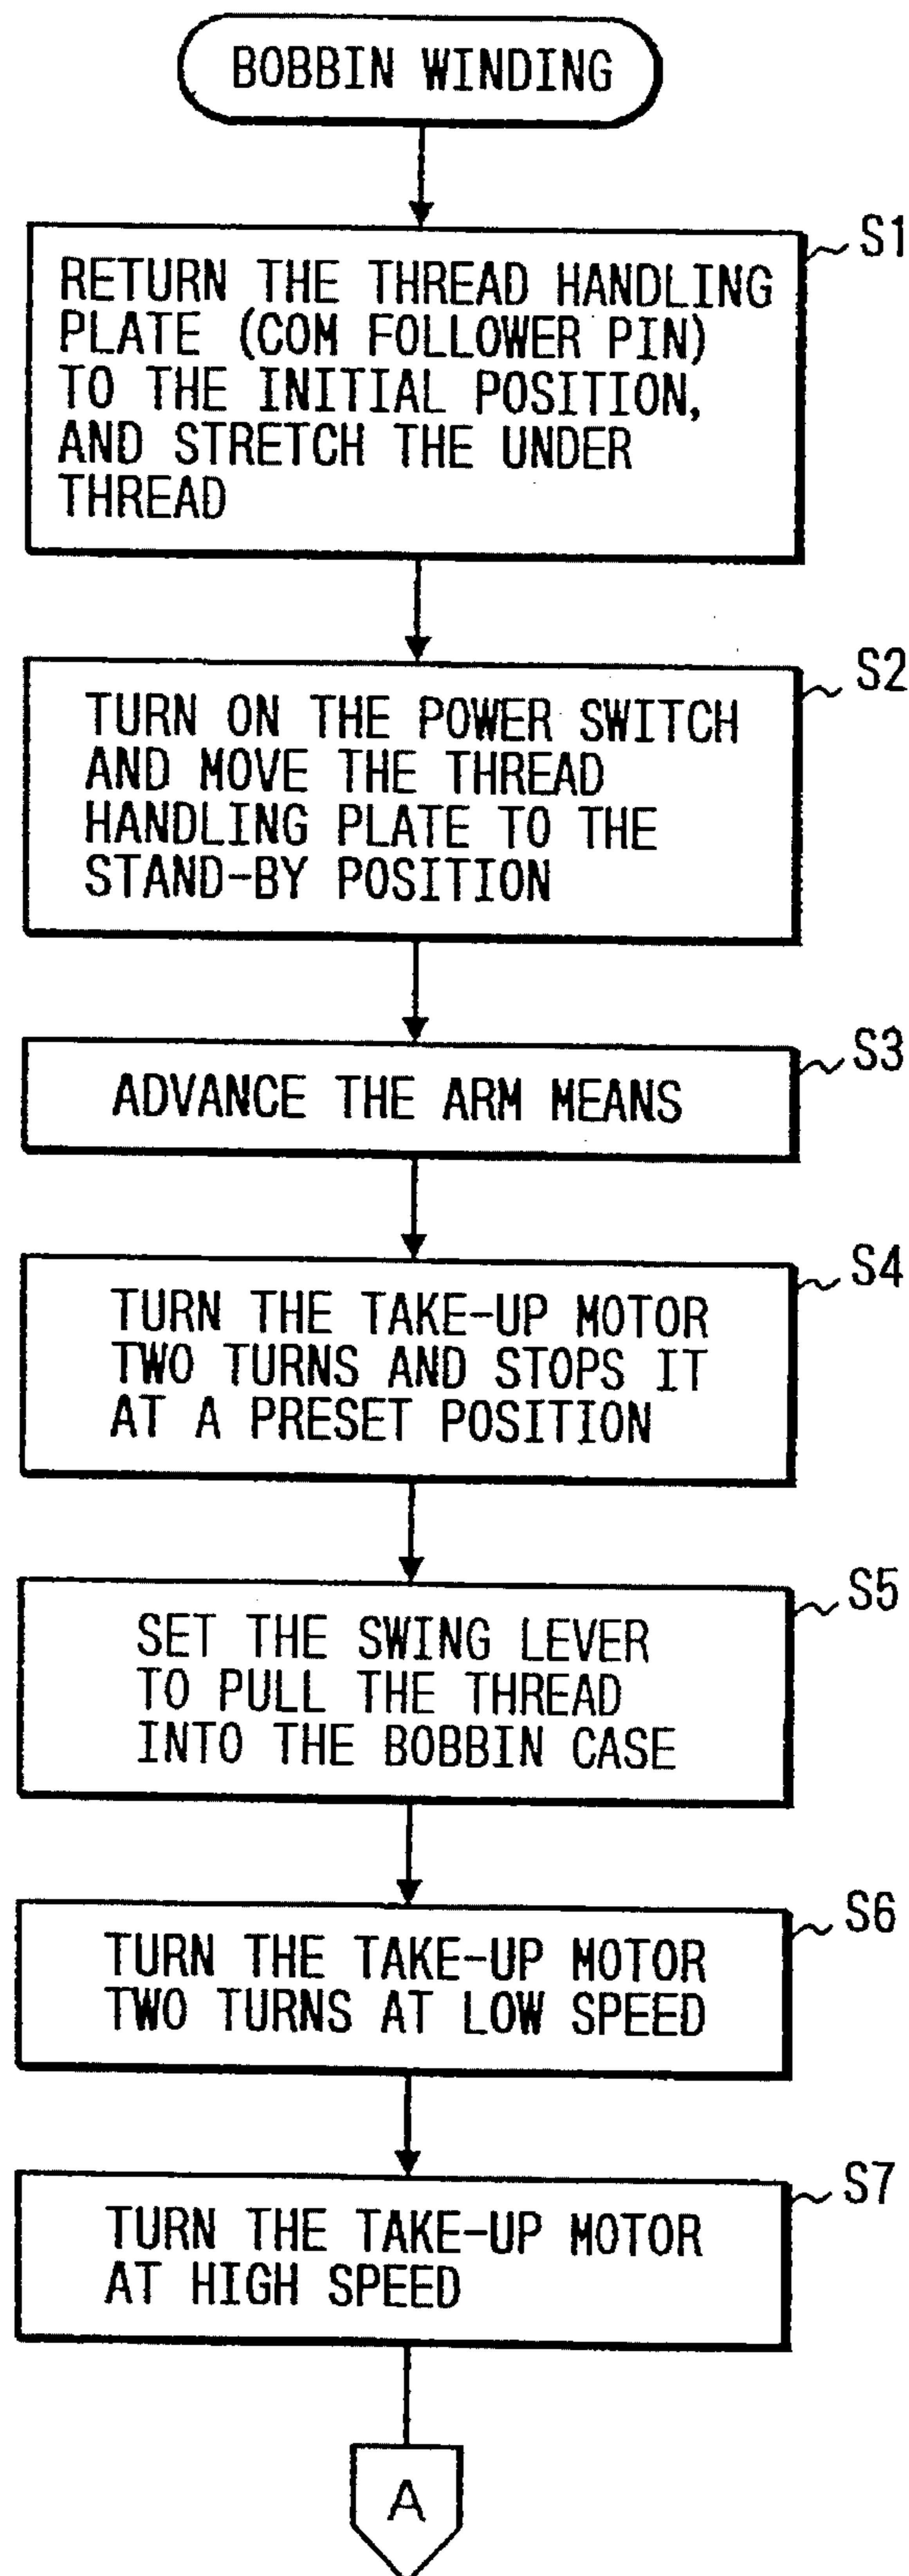 BOBBIN WINDING
S1
RETURN THE THREAD HANDLING
PLATE (COM FOLLOWER PIN)
TO THE INITIAL POSITION,
AND STRETCH THE UNDER
THREAD
S2
TURN ON THE POWER SWITCH
AND MOVE THE THREAD
HANDLING PLATE TO THE
STAND-BY POSITION
S3
ADVANCE THE ARM MEANS
S4
TURN THE TAKE-UP MOTOR
TWO TURNS AND STOPS IT
AT A PRESET POSITION
S5
SET THE SWING LEVER
TO PULL THE THREAD
INTO THE BOBBIN CASE
S6
TURN THE TAKE-UP MOTOR
TWO TURNS AT LOW SPEED
S7
TURN THE TAKE-UP MOTOR
AT HIGH SPEED
A